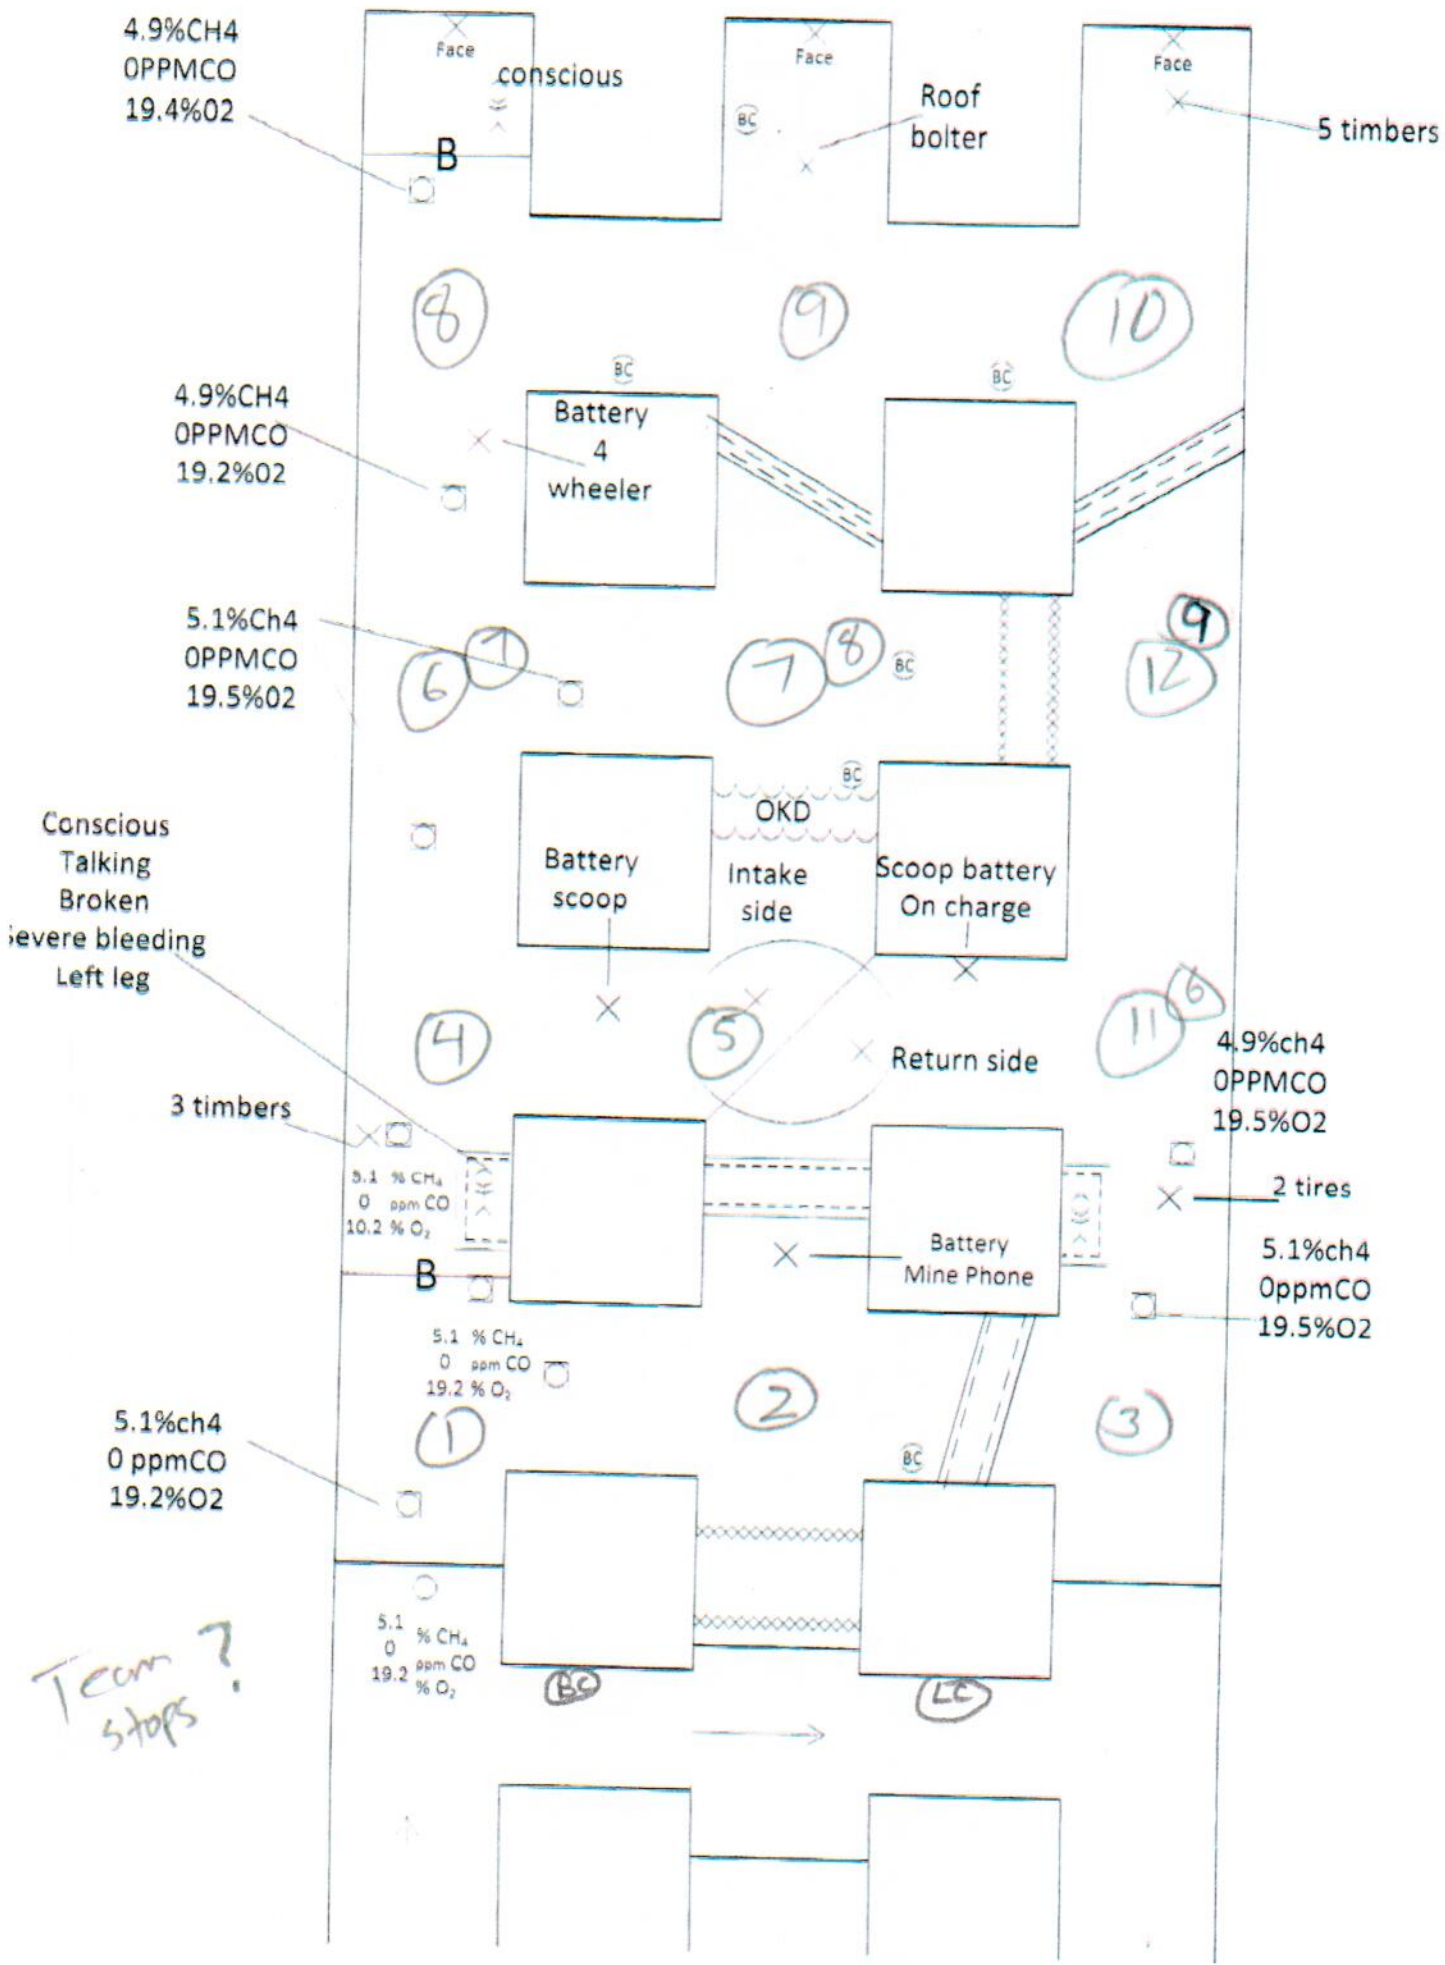 4.9%CH4
0PPMCO
19.4%02
Face
conscious
B
Face
BC
Roof
bolter
Face
5 timbers
8
9
10
BC
BC
4.9%CH4
0PPMCO
19.2%02
Battery
4
wheeler
5.1%Ch4
0PPMCO
19.5%02
6
7
7
8
BC
9
12
BC
OKD
Conscious
Talking
Broken
Severe bleeding
Left leg
Battery
scoop
Intake
side
Scoop battery
On charge
4
5
11
6
Return side
4.9%ch4
0PPMCO
19.5%O2
3 timbers
5.1 % CH₄
0 ppm CO
10.2 % O₂
2 tires
Battery
Mine Phone
5.1%ch4
0ppmCO
19.5%O2
B
5.1 % CH₄
0 ppm CO
19.2 % O₂
1
2
3
5.1%ch4
0 ppmCO
19.2%O2
BC
5.1 % CH₄
0 ppm CO
19.2 % O₂
Team ?
stops
BC
LC